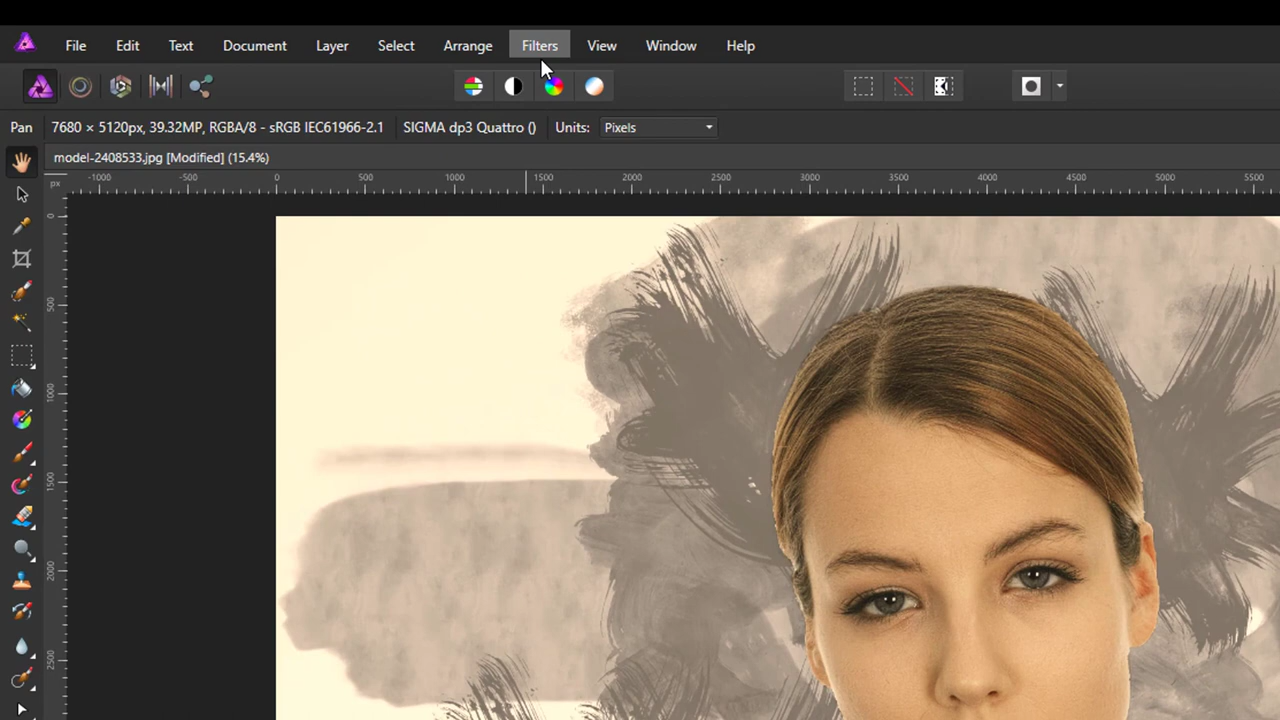 File Edit Text Document Layer Select Arrange Filters View Window Help
Pan 7680 × 5120px, 39.32MP, RGBA/8 - sRGB IEC61966-2.1 SIGMA dp3 Quattro () Units: Pixels
model-2408533.jpg [Modified] (15.4%)
px -1000 -500 0 500 1000 1500 2000 2500 3000 3500 4000 4500 5000 5500
0
500
1000
1500
2000
2500